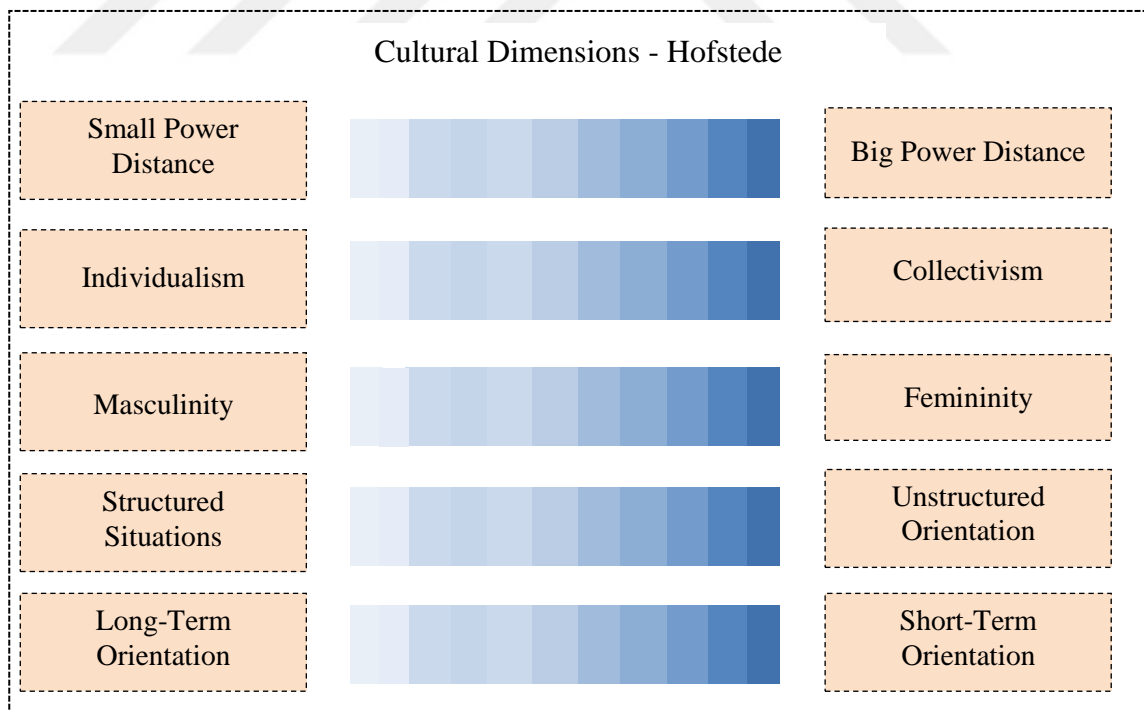 Cultural Dimensions - Hofstede
Small Power
Distance
Big Power Distance
Individualism
Collectivism
Masculinity
Femininity
Structured
Situations
Unstructured
Orientation
Long-Term
Orientation
Short-Term
Orientation